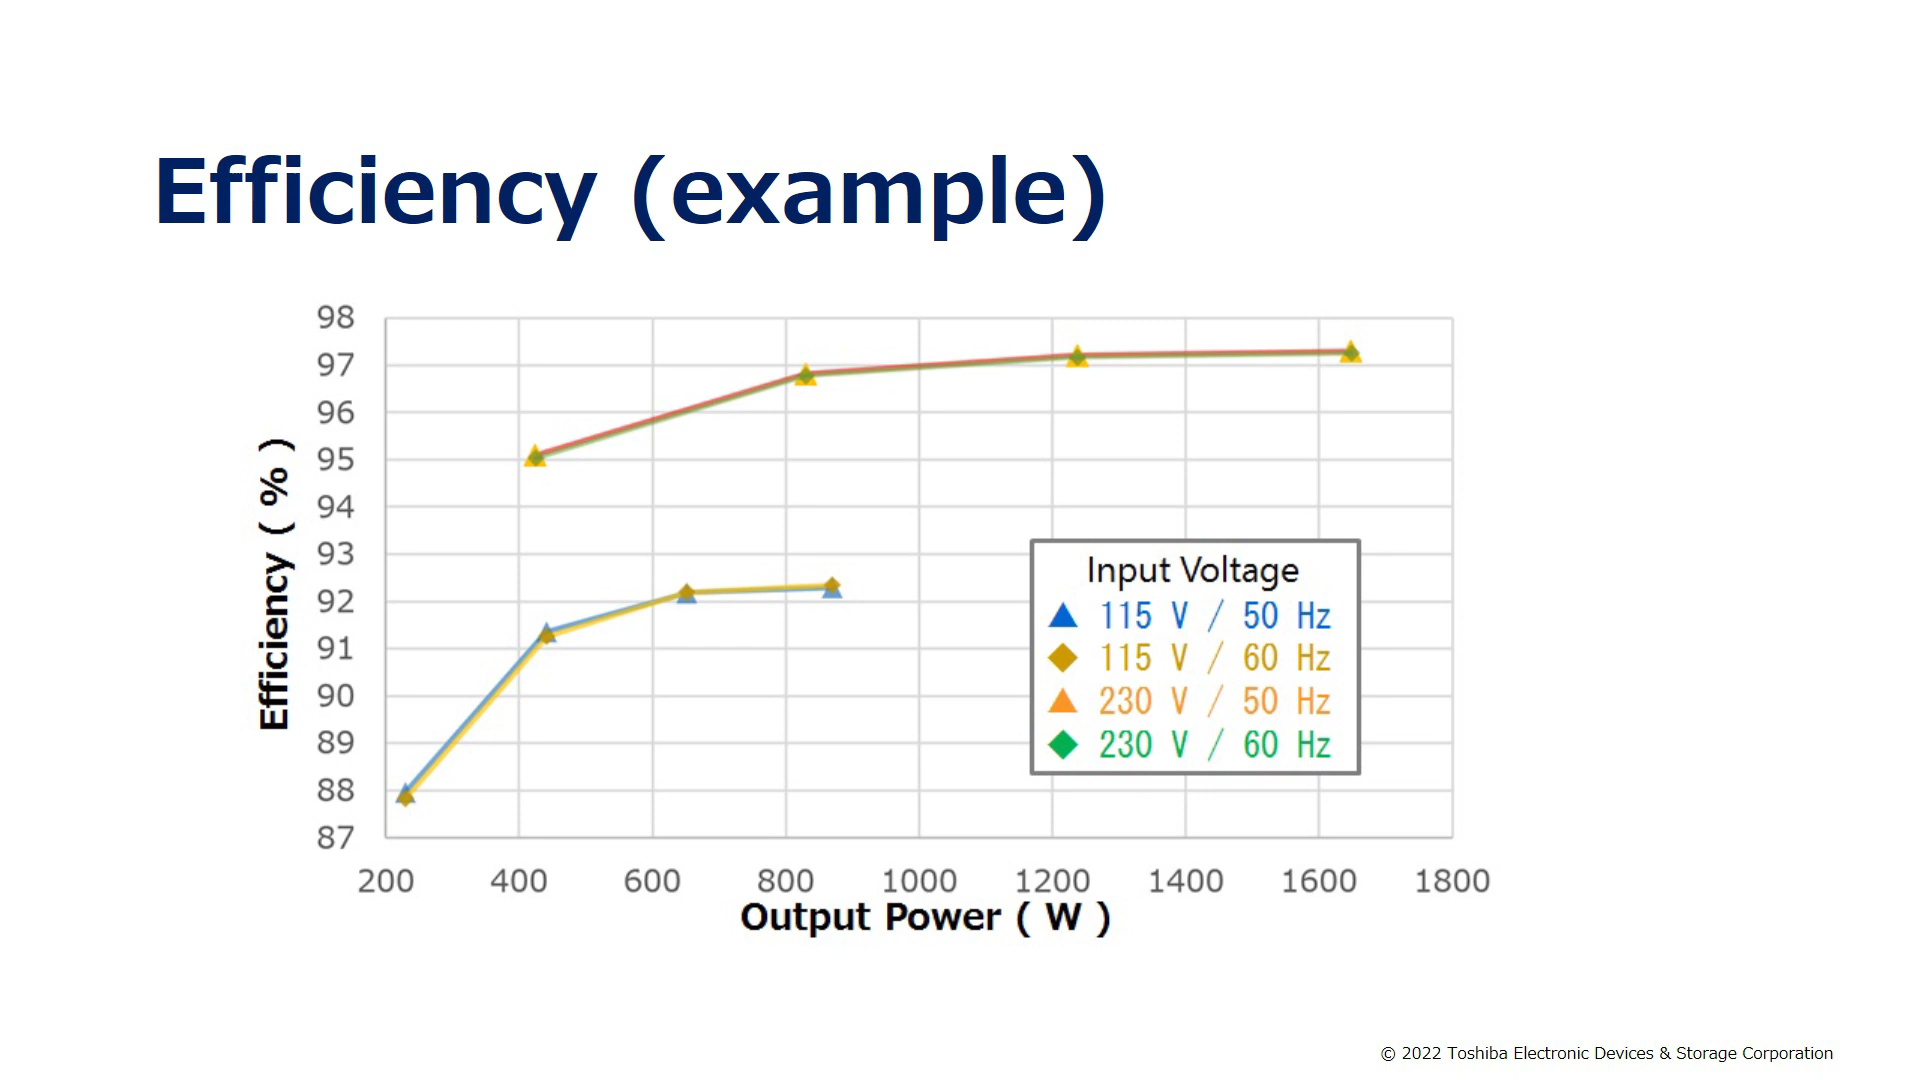 Efficiency (example)
98
97
96
95
94
93
92
91
90
89
88
87
Efficiency ( % )
200 400 600 800 1000 1200 1400 1600 1800
Output Power ( W )
Input Voltage
115 V / 50 Hz
115 V / 60 Hz
230 V / 50 Hz
230 V / 60 Hz
© 2022 Toshiba Electronic Devices & Storage Corporation